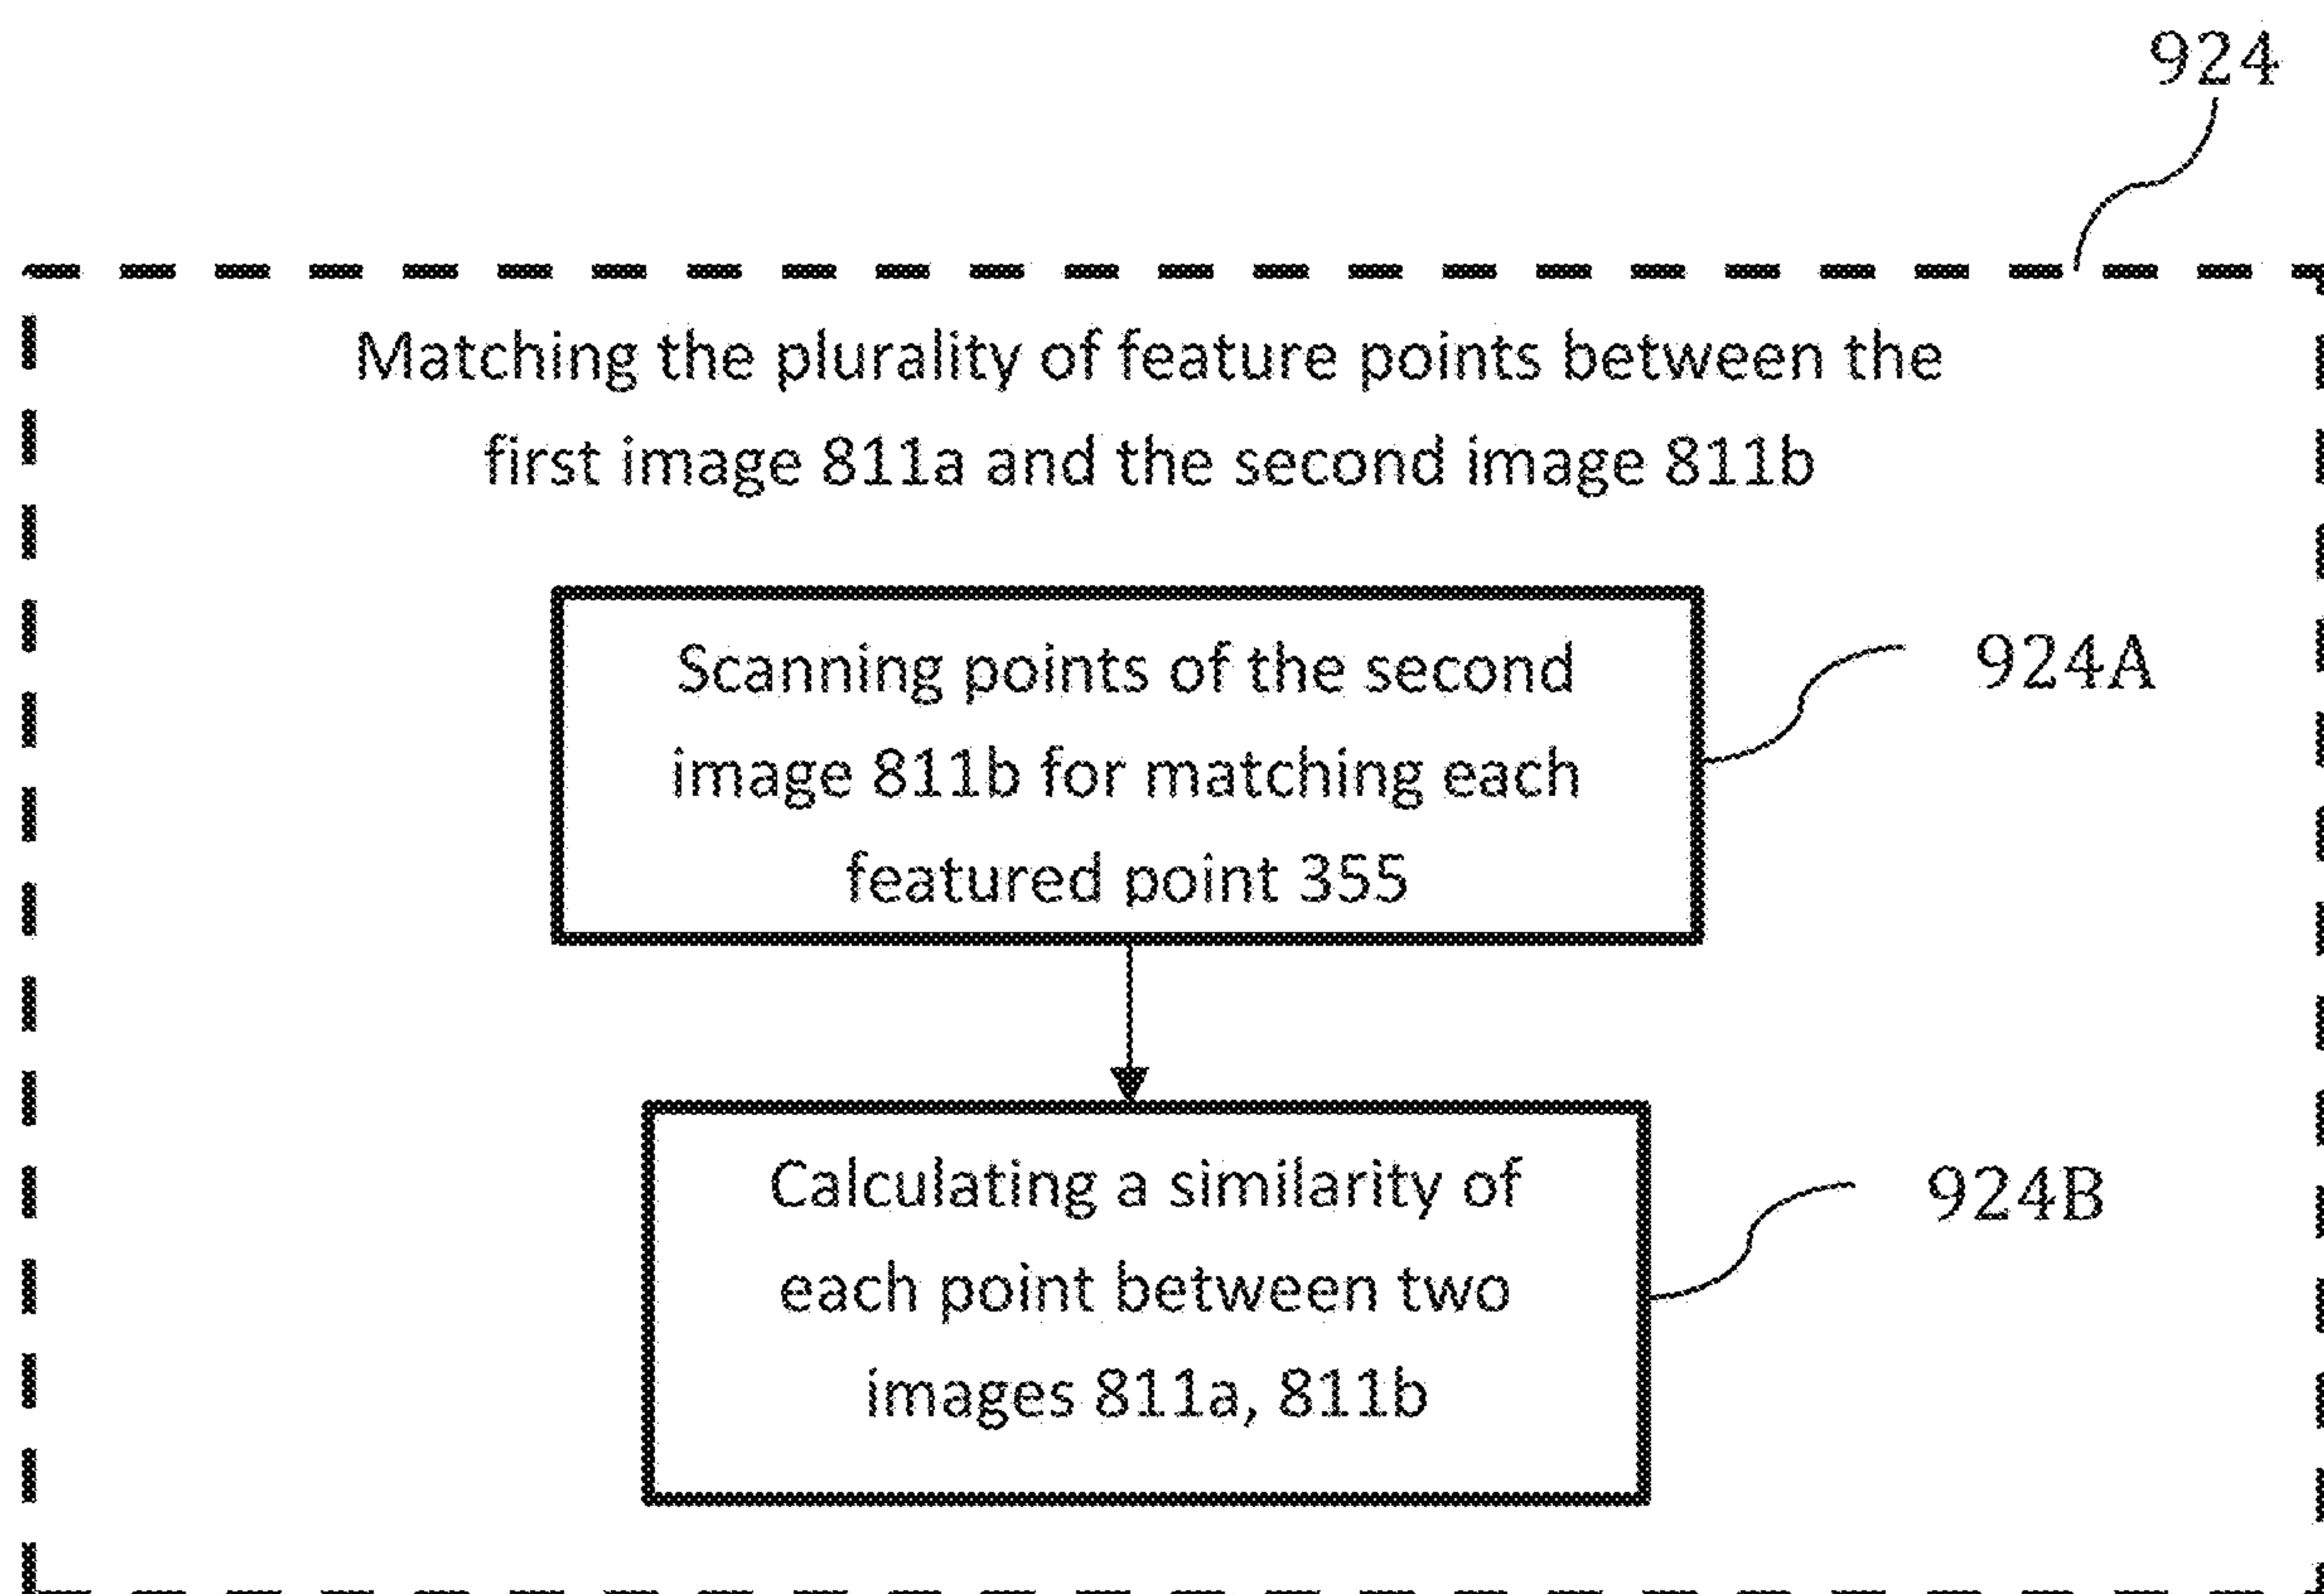 924
Matching the plurality of feature points between the
first image 811a and the second image 811b
Scanning points of the second
image 811b for matching each
featured point 355
924A
Calculating a similarity of
each point between two
images 811a, 811b
924B